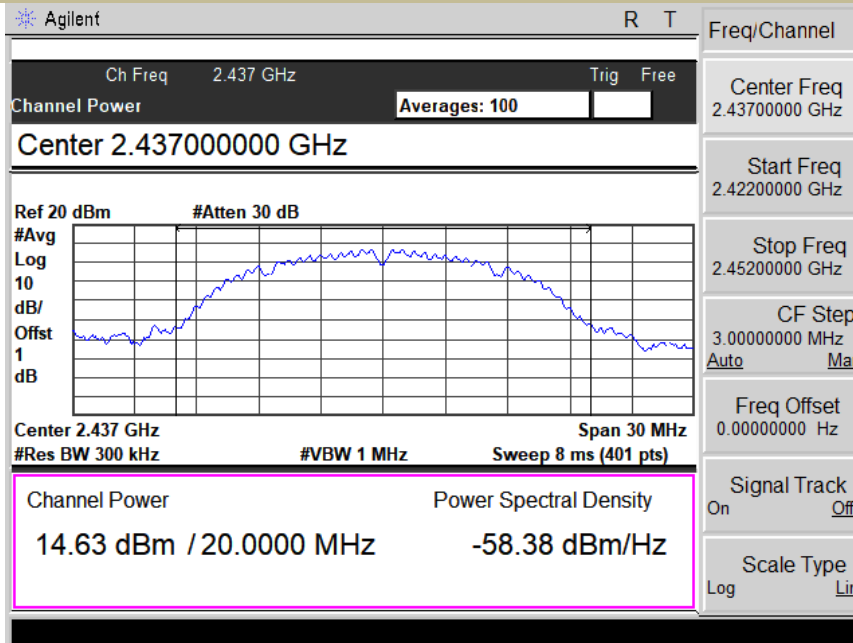 Agilent R T
Freq/Channel
Ch Freq 2.437 GHz Trig Free
Channel Power Averages: 100
Center 2.437000000 GHz
Ref 20 dBm #Atten 30 dB
#Avg
Log
10
dB/
Offst
1
dB
Center 2.437 GHz Span 30 MHz
#Res BW 300 kHz #VBW 1 MHz Sweep 8 ms (401 pts)
Channel Power Power Spectral Density
14.63 dBm / 20.0000 MHz -58.38 dBm/Hz
Center Freq
2.43700000 GHz
Start Freq
2.42200000 GHz
Stop Freq
2.45200000 GHz
CF Step
3.00000000 MHz
Auto Ma
Freq Offset
0.00000000 Hz
Signal Track
On Off
Scale Type
Log Lin